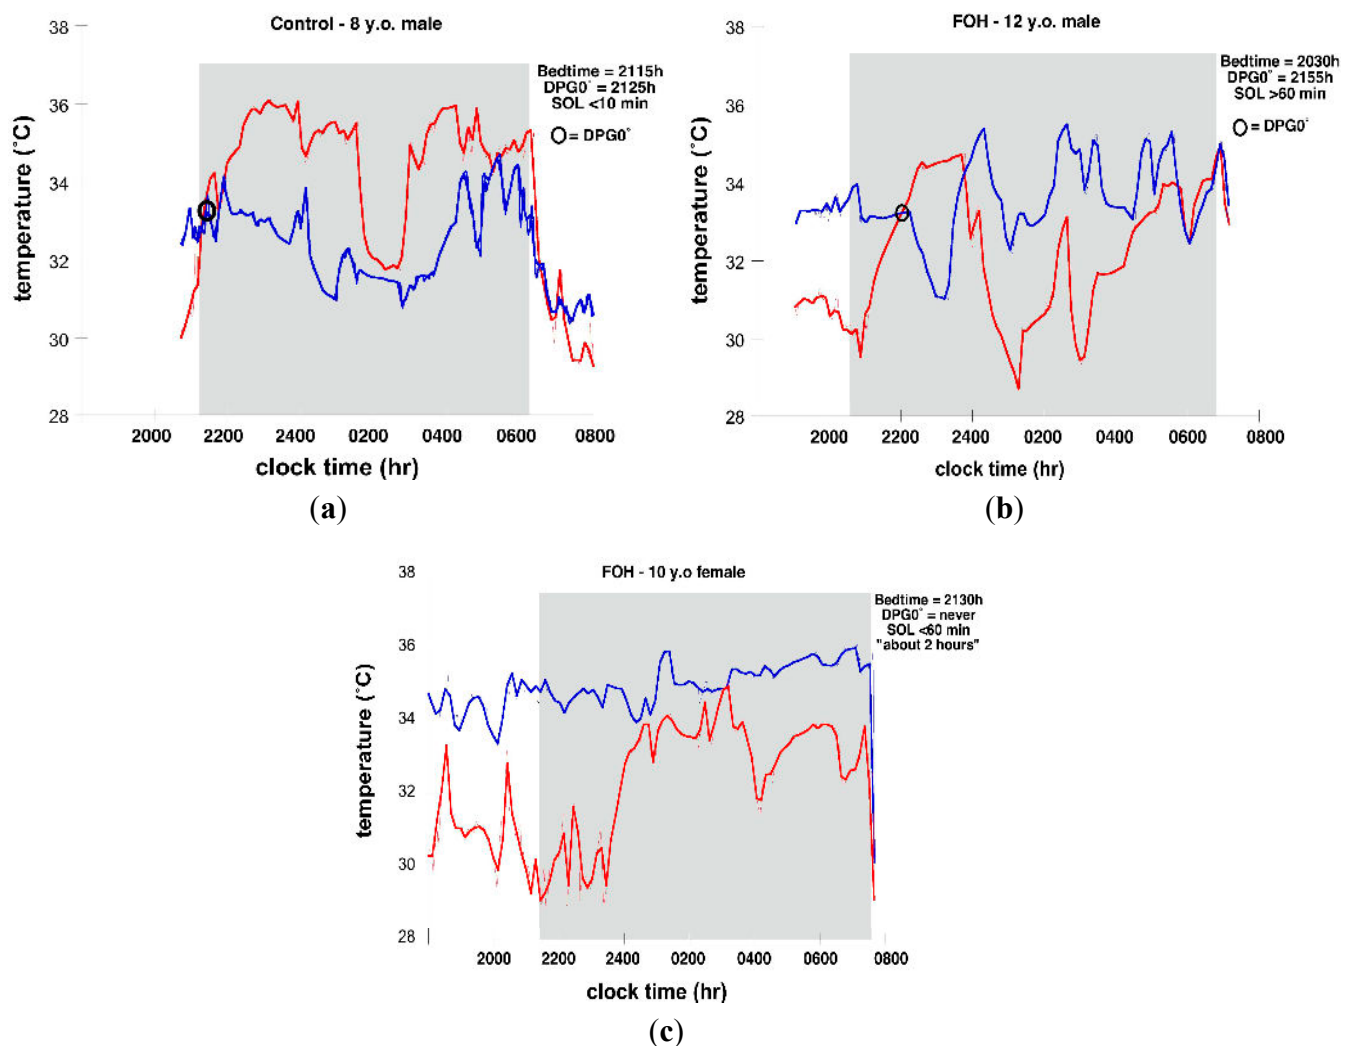 Control - 8 y.o. male
38
36
34
32
30
28
temperature (°C)
Bedtime = 2115h
DPG0° = 2125h
SOL <10 min
O = DPG0°
2000 2200 2400 0200 0400 0600 0800
clock time (hr)
(a)
FOH - 12 y.o. male
38
36
34
32
30
28
temperature (°C)
Bedtime = 2030h
DPG0° = 2155h
SOL >60 min
O = DPG0°
2000 2200 2400 0200 0400 0600 0800
clock time (hr)
(b)
FOH - 10 y.o female
38
36
34
32
30
28
temperature (°C)
Bedtime = 2130h
DPG0° = never
SOL <60 min
"about 2 hours"
2000 2200 2400 0200 0400 0600 0800
clock time (hr)
(c)